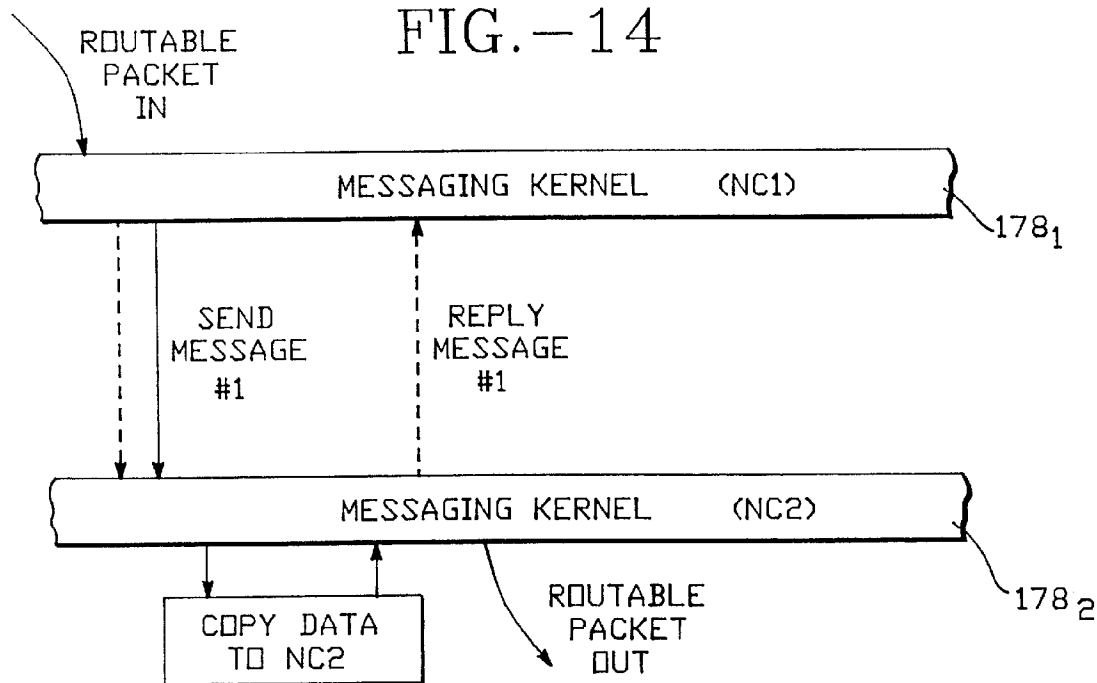 FIG.-14
ROUTABLE
PACKET
IN
MESSAGING KERNEL (NC1)
178₁
SEND
MESSAGE
#1
REPLY
MESSAGE
#1
MESSAGING KERNEL (NC2)
178₂
COPY DATA
TO NC2
ROUTABLE
PACKET
OUT